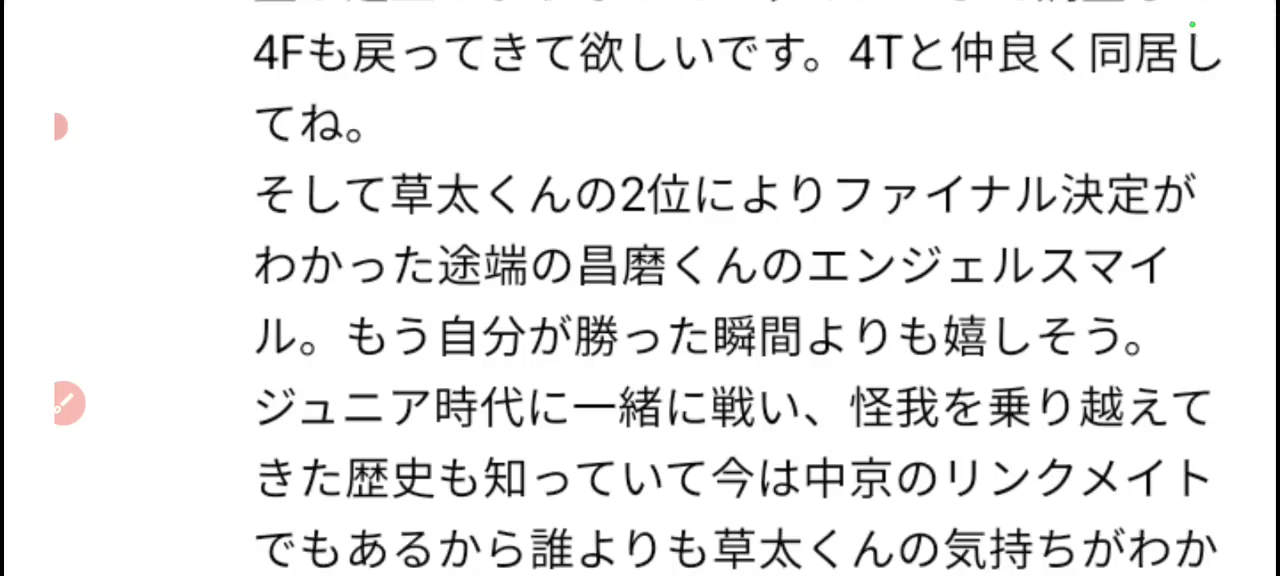 4Fも戻ってきて欲しいです。4Tと仲良く同居し
てね。
そして草太くんの2位によりファイナル決定が
わかった途端の昌磨くんのエンジェルスマイ
ル。もう自分が勝った瞬間よりも嬉しそう。
ジュニア時代に一緒に戦い、怪我を乗り越えて
きた歴史も知っていて今は中京のリンクメイト
でもあるから誰よりも草太くんの気持ちがわか